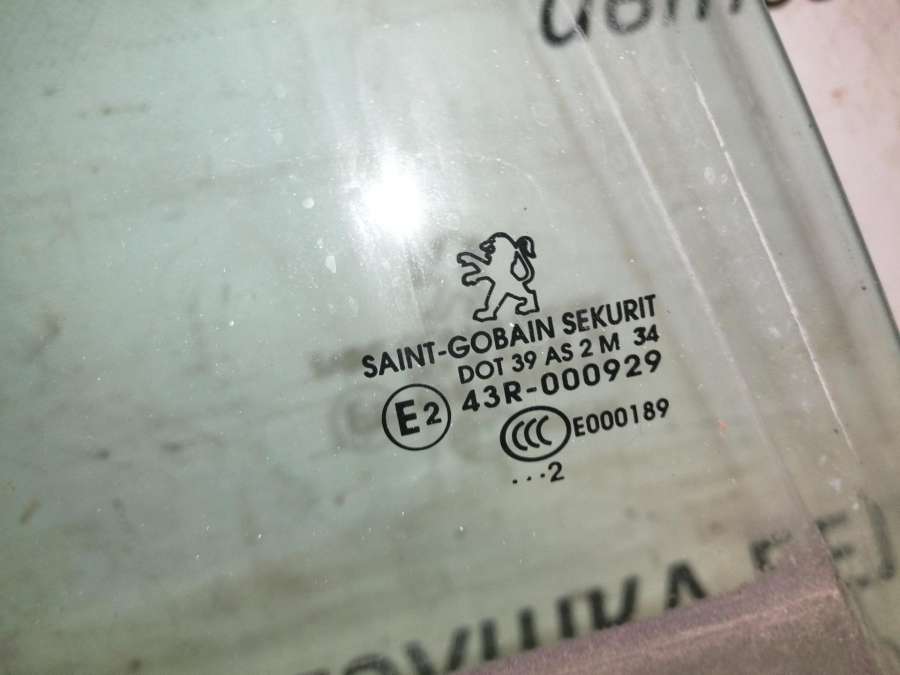 SAINT-GOBAIN SEKURIT
DOT 39 AS 2 M 34
E2 43R-000929
CCC E000189
...2